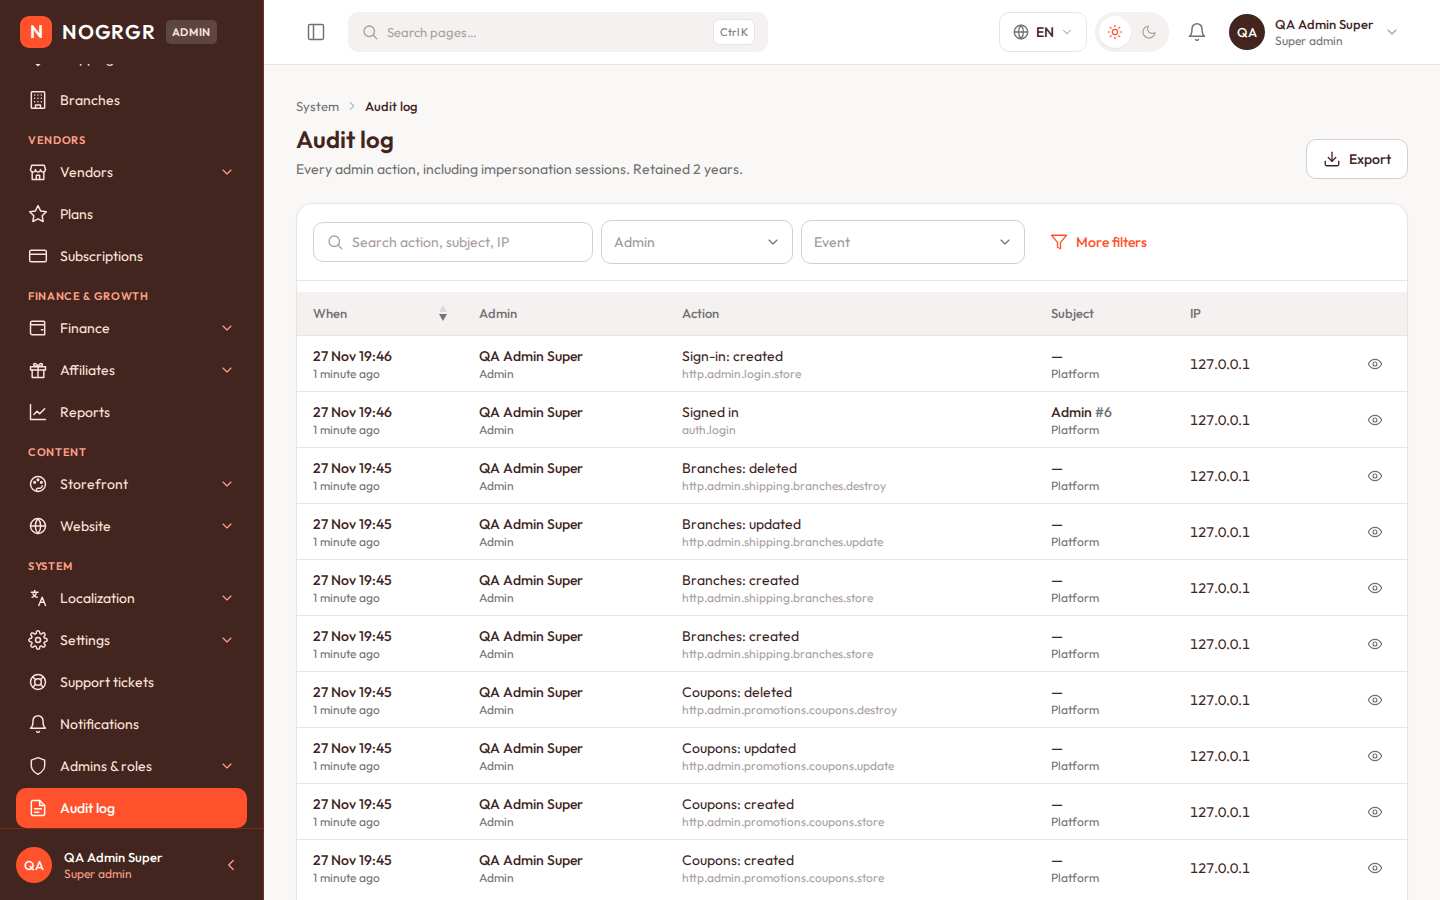 N NOGRGR ADMIN
Branches
VENDORS
Vendors
Plans
Subscriptions
FINANCE & GROWTH
Finance
Affiliates
Reports
CONTENT
Storefront
Website
SYSTEM
Localization
Settings
Support tickets
Notifications
Admins & roles
Audit log
QA
QA Admin Super
Super admin
Search pages...
Ctrl K
EN
QA
QA Admin Super
Super admin
System > Audit log
Audit log
Every admin action, including impersonation sessions. Retained 2 years.
Export
Search action, subject, IP
Admin
Event
More filters
When Admin Action Subject IP
27 Nov 19:46 QA Admin Super Sign-in: created — 127.0.0.1
1 minute ago Admin http.admin.login.store Platform
27 Nov 19:46 QA Admin Super Signed in Admin #6 127.0.0.1
1 minute ago Admin auth.login Platform
27 Nov 19:45 QA Admin Super Branches: deleted — 127.0.0.1
1 minute ago Admin http.admin.shipping.branches.destroy Platform
27 Nov 19:45 QA Admin Super Branches: updated — 127.0.0.1
1 minute ago Admin http.admin.shipping.branches.update Platform
27 Nov 19:45 QA Admin Super Branches: created — 127.0.0.1
1 minute ago Admin http.admin.shipping.branches.store Platform
27 Nov 19:45 QA Admin Super Branches: created — 127.0.0.1
1 minute ago Admin http.admin.shipping.branches.store Platform
27 Nov 19:45 QA Admin Super Coupons: deleted — 127.0.0.1
1 minute ago Admin http.admin.promotions.coupons.destroy Platform
27 Nov 19:45 QA Admin Super Coupons: updated — 127.0.0.1
1 minute ago Admin http.admin.promotions.coupons.update Platform
27 Nov 19:45 QA Admin Super Coupons: created — 127.0.0.1
1 minute ago Admin http.admin.promotions.coupons.store Platform
27 Nov 19:45 QA Admin Super Coupons: created — 127.0.0.1
1 minute ago Admin http.admin.promotions.coupons.store Platform